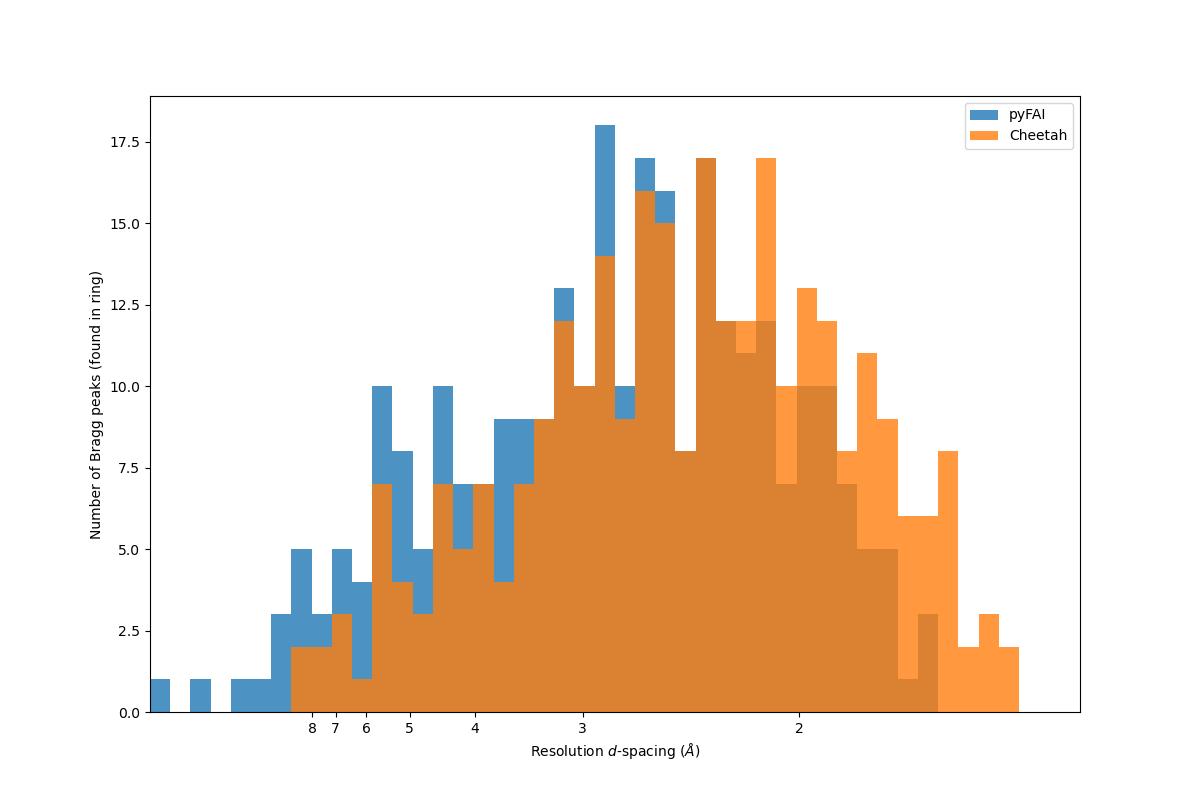 pyFAI
Cheetah
Number of Bragg peaks (found in ring)
17.5
15.0
12.5
10.0
7.5
5.0
2.5
0.0
8 7 6 5 4 3 2
Resolution d-spacing (Å)